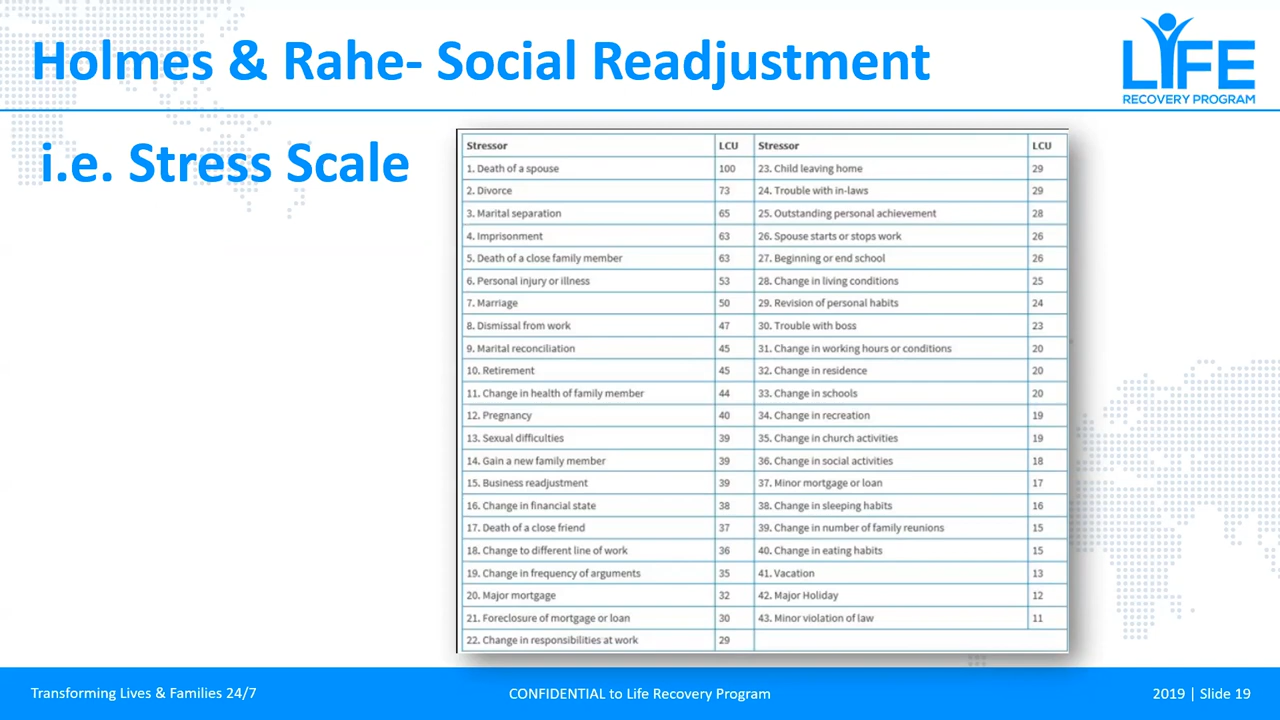 Holmes & Rahe- Social Readjustment
LIFE
RECOVERY PROGRAM
i.e. Stress Scale
Stressor LCU Stressor LCU
1. Death of a spouse 100 23. Child leaving home 29
2. Divorce 73 24. Trouble with in-laws 29
3. Marital separation 65 25. Outstanding personal achievement 28
4. Imprisonment 63 26. Spouse starts or stops work 26
5. Death of a close family member 63 27. Beginning or end school 26
6. Personal injury or illness 53 28. Change in living conditions 25
7. Marriage 50 29. Revision of personal habits 24
8. Dismissal from work 47 30. Trouble with boss 23
9. Marital reconciliation 45 31. Change in working hours or conditions 20
10. Retirement 45 32. Change in residence 20
11. Change in health of family member 44 33. Change in schools 20
12. Pregnancy 40 34. Change in recreation 19
13. Sexual difficulties 39 35. Change in church activities 19
14. Gain a new family member 39 36. Change in social activities 18
15. Business readjustment 39 37. Minor mortgage or loan 17
16. Change in financial state 38 38. Change in sleeping habits 16
17. Death of a close friend 37 39. Change in number of family reunions 15
18. Change to different line of work 36 40. Change in eating habits 15
19. Change in frequency of arguments 35 41. Vacation 13
20. Major mortgage 32 42. Major Holiday 12
21. Foreclosure of mortgage or loan 30 43. Minor violation of law 11
22. Change in responsibilities at work 29
Transforming Lives & Families 24/7 CONFIDENTIAL to Life Recovery Program 2019 | Slide 19